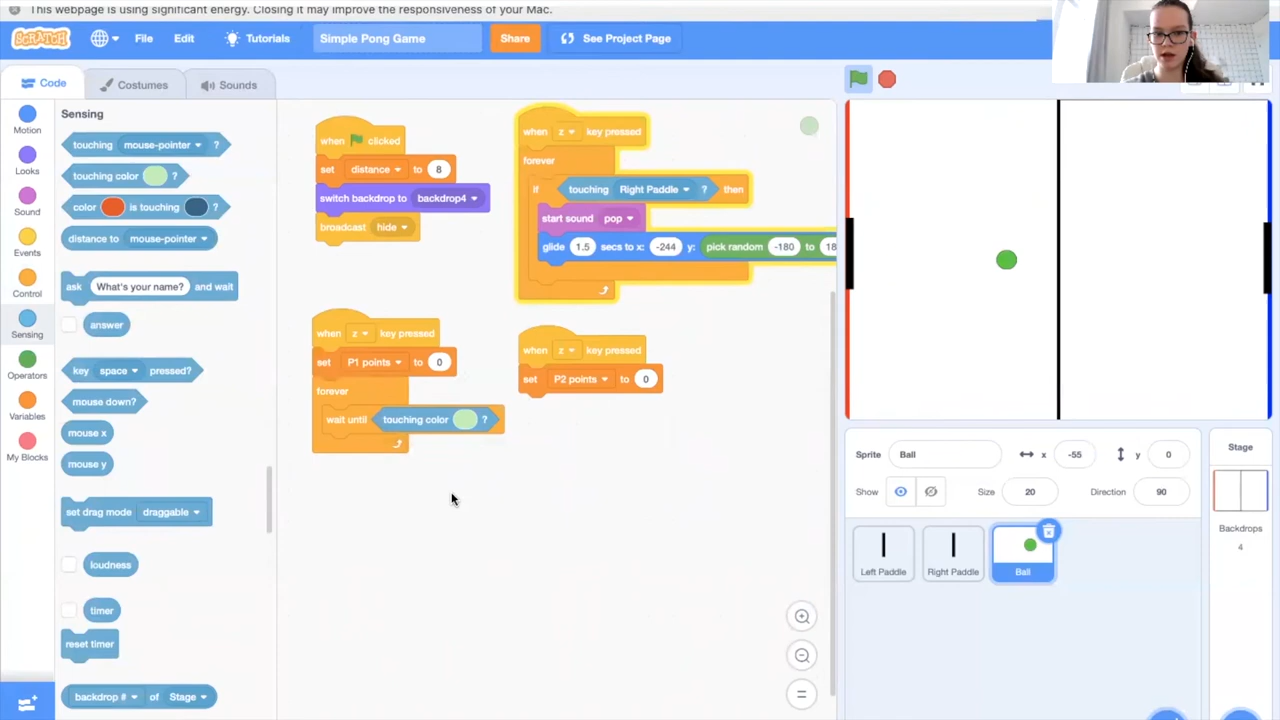 This webpage is using significant energy. Closing it may improve the responsiveness of your Mac.
SCRATCH File Edit Tutorials Simple Pong Game Share See Project Page
Code Costumes Sounds
Motion
Looks
Sound
Events
Control
Sensing
Operators
Variables
My Blocks
Sensing
touching mouse-pointer ?
touching color ?
color is touching ?
distance to mouse-pointer
ask What's your name? and wait
answer
key space pressed?
mouse down?
mouse x
mouse y
set drag mode draggable
loudness
timer
reset timer
backdrop # of Stage
when clicked
set distance to 8
switch backdrop to backdrop4
broadcast hide
when z key pressed
forever
if touching Right Paddle ? then
start sound pop
glide 1.5 secs to x: -244 y: pick random -180 to 18
when z key pressed
set P1 points to 0
forever
wait until touching color ?
when z key pressed
set P2 points to 0
Sprite Ball x -55 y 0
Show Size 20 Direction 90
Left Paddle Right Paddle Ball
Stage
Backdrops
4